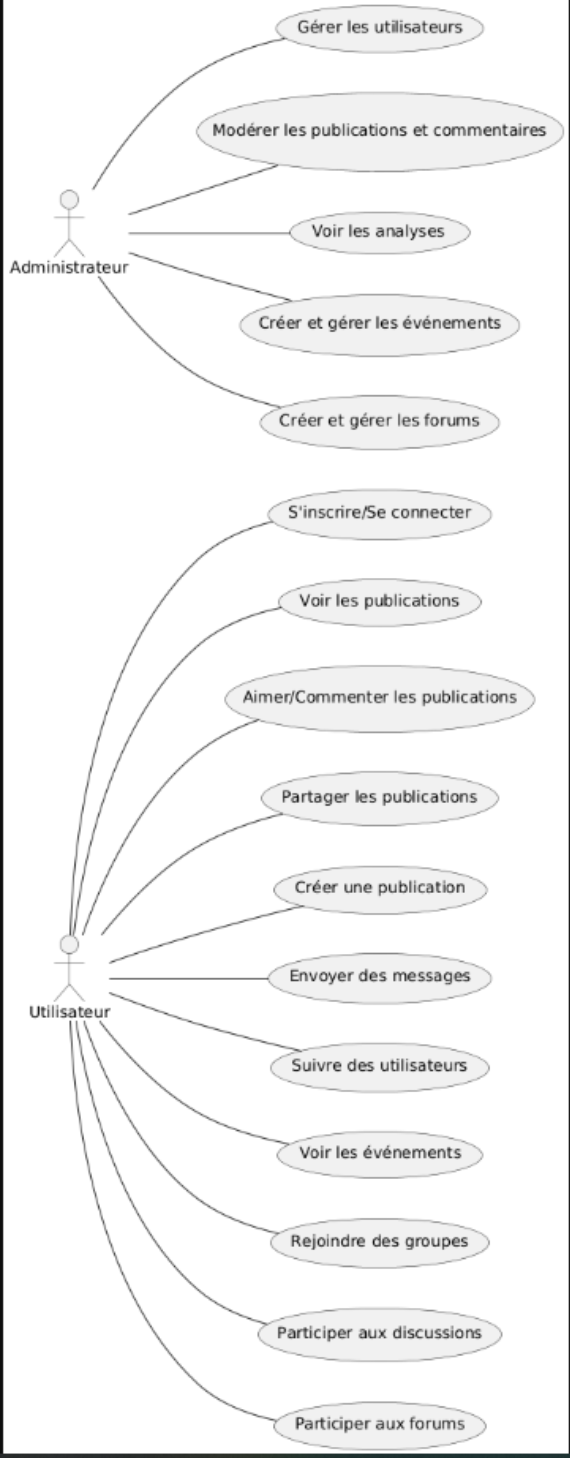 Gérer les utilisateurs
Modérer les publications et commentaires
Voir les analyses
Administrateur
Créer et gérer les événements
Créer et gérer les forums
S'inscrire/Se connecter
Voir les publications
Aimer/Commenter les publications
Partager les publications
Créer une publication
Envoyer des messages
Utilisateur
Suivre des utilisateurs
Voir les événements
Rejoindre des groupes
Participer aux discussions
Participer aux forums